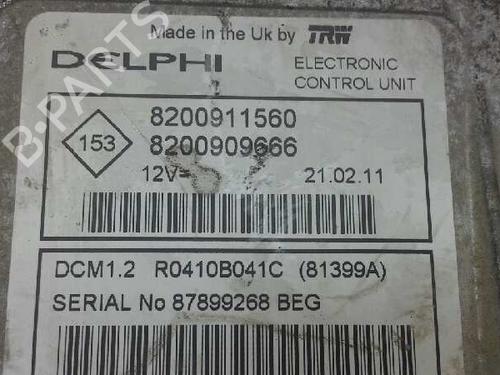 Made in the Uk by TRW
DELPHI
ELECTRONIC
CONTROL UNIT
153
8200911560
8200909666
12V=
21.02.11
DCM1.2 R0410B041C (81399A)
SERIAL No 87899268 BEG
B-PARTS